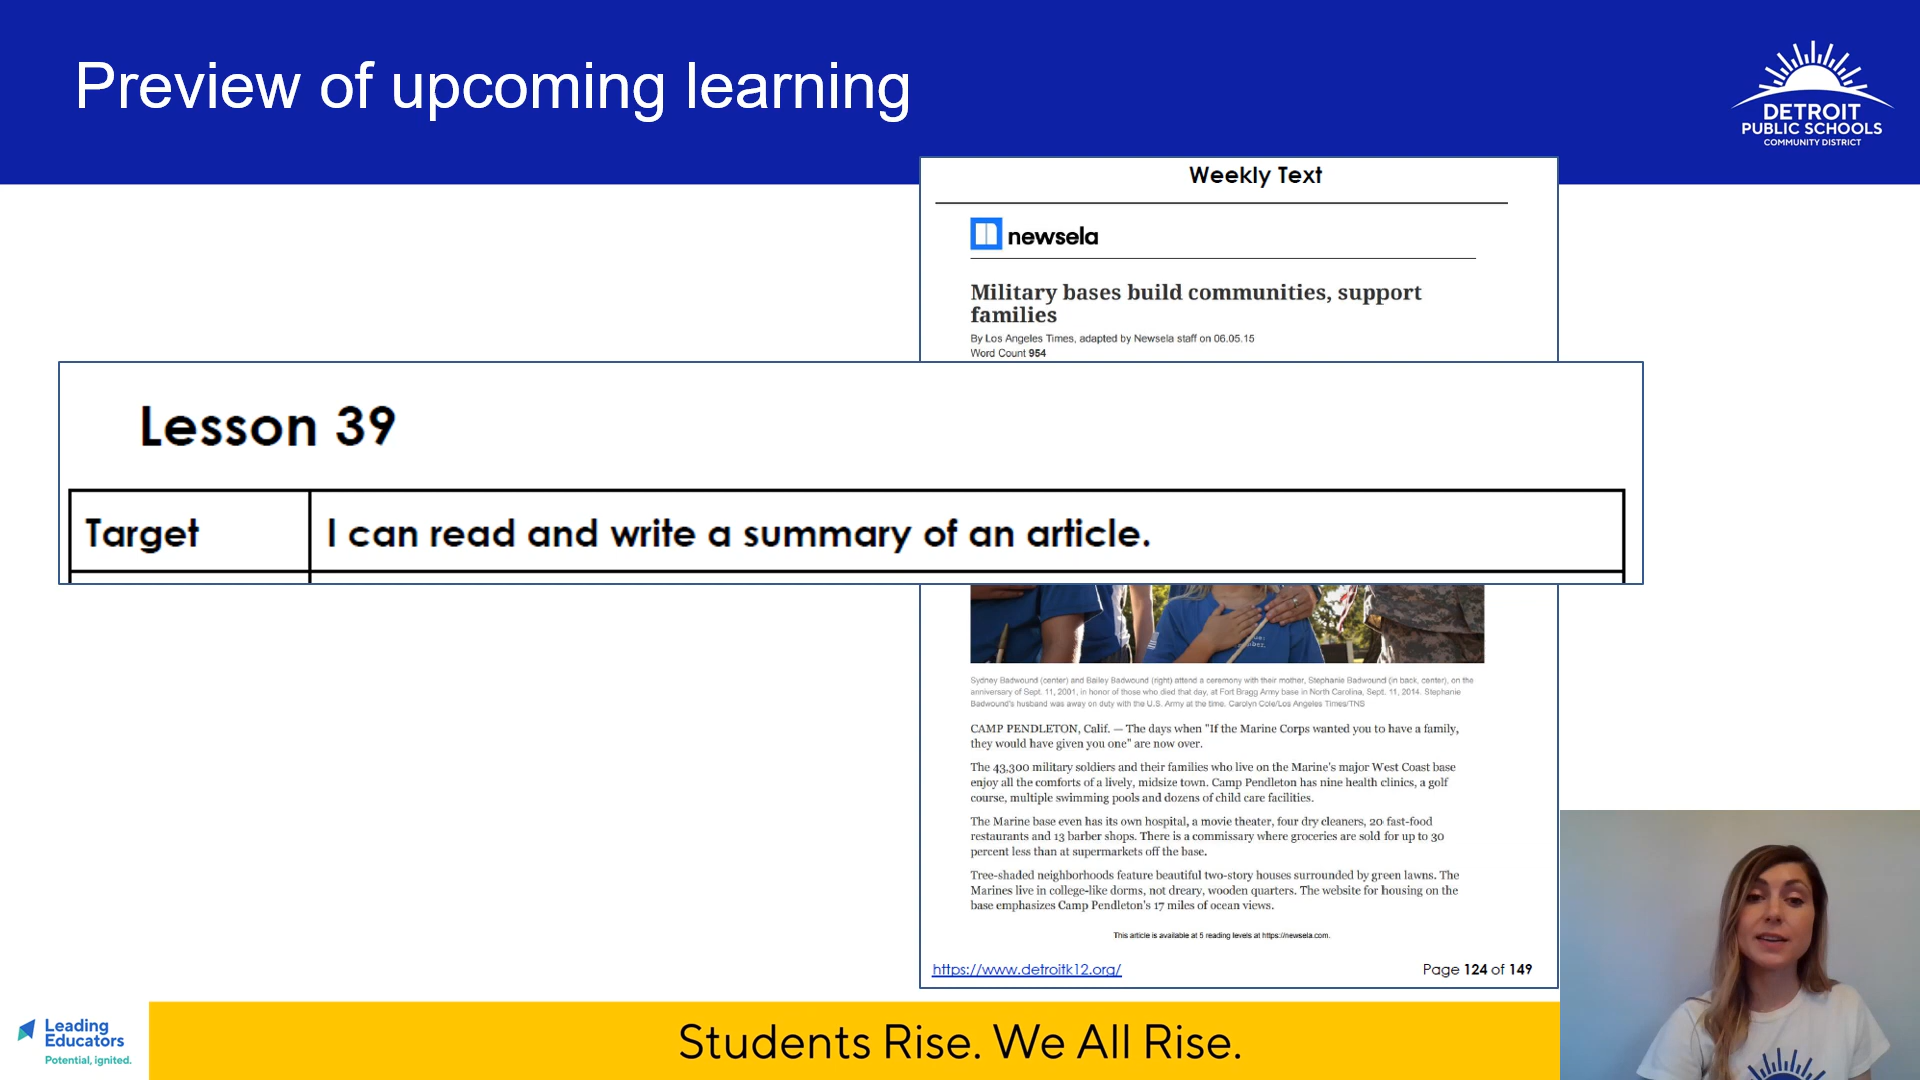 Preview of upcoming learning
DETROIT
PUBLIC SCHOOLS
COMMUNITY DISTRICT
Weekly Text
newsela
Military bases build communities, support
families
By Los Angeles Times, adapted by Newsela staff on 06.05.15
Word Count 954
Lesson 39
Target
I can read and write a summary of an article.
Sydney Badwound (center) and Bailey Badwound (right) attend a ceremony with their mother, Stephanie Badwound (in back, center), on the
anniversary of Sept. 11, 2001, in honor of those who died that day, at Fort Bragg Army base in North Carolina, Sept. 11, 2014. Stephanie
Badwound's husband was away on duty with the U.S. Army at the time. Carolyn Cole/Los Angeles Times/TNS
CAMP PENDLETON, Calif. — The days when "If the Marine Corps wanted you to have a family,
they would have given you one" are now over.
The 43,300 military soldiers and their families who live on the Marine's major West Coast base
enjoy all the comforts of a lively, midsize town. Camp Pendleton has nine health clinics, a golf
course, multiple swimming pools and dozens of child care facilities.
The Marine base even has its own hospital, a movie theater, four dry cleaners, 20 fast-food
restaurants and 13 barber shops. There is a commissary where groceries are sold for up to 30
percent less than at supermarkets off the base.
Tree-shaded neighborhoods feature beautiful two-story houses surrounded by green lawns. The
Marines live in college-like dorms, not dreary, wooden quarters. The website for housing on the
base emphasizes Camp Pendleton's 17 miles of ocean views.
This article is available at 5 reading levels at https://newsela.com.
https://www.detroitk12.org/
Page 124 of 149
Leading
Educators
Potential, ignited.
Students Rise. We All Rise.